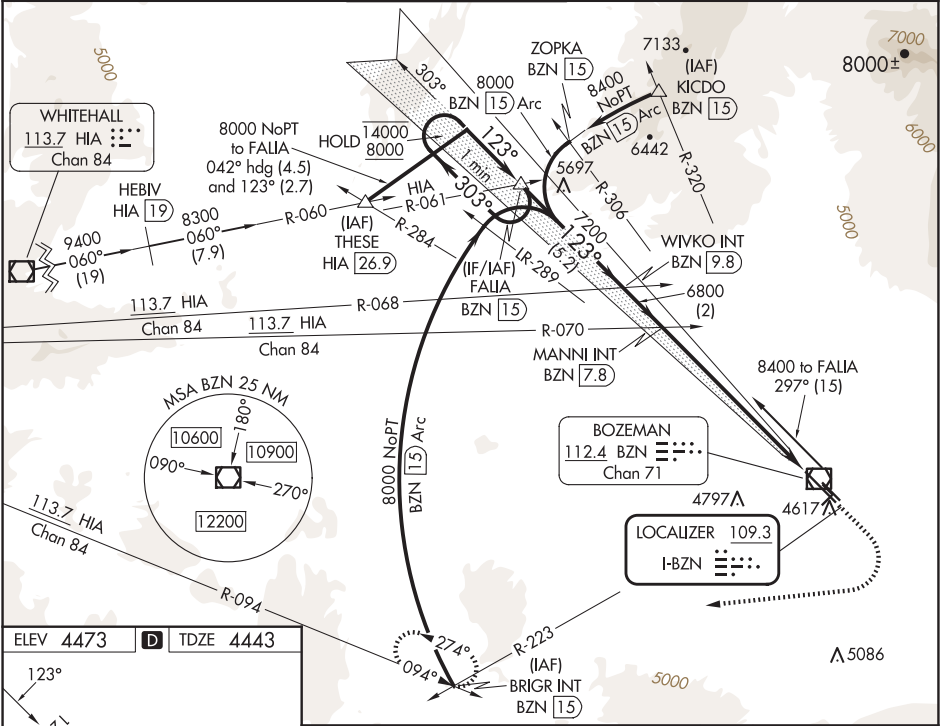 5000
WHITEHALL
113.7 HIA
Chan 84
8000 NoPT
to FALIA
042° hdg (4.5)
and 123° (2.7)
HOLD
14000
8000
303°
8000
BZN 15 Arc
ZOPKA
BZN 15
7133
(IAF)
KICDO
BZN 15
8400
NoPT
BZN 15 Arc
7000
8000±
6000
6442
R-320
5697
R-306
123°
1 min
303°
HEBIV
HIA 19
HIA
R-061
R-060
8300
060°
(7.9)
9400
060°
(19)
(IAF)
THESE
HIA 26.9
R-284
LR-289
(IF/IAF)
FALIA
BZN 15
7200
123°
(5.2)
5000
WIVKO INT
BZN 9.8
6800
(2)
113.7 HIA
Chan 84
R-068
113.7 HIA
Chan 84
R-070
MANNI INT
BZN 7.8
8400 to FALIA
297° (15)
MSA BZN 25 NM
180°
10600
10900
090°
270°
12200
8000 NoPT
BZN 15 Arc
BOZEMAN
112.4 BZN
Chan 71
4797
4617
LOCALIZER 109.3
I-BZN
113.7 HIA
Chan 84
R-094
R-223
274°
094°
(IAF)
BRIGR INT
BZN 15
5000
5086
ELEV 4473 D TDZE 4443
123°